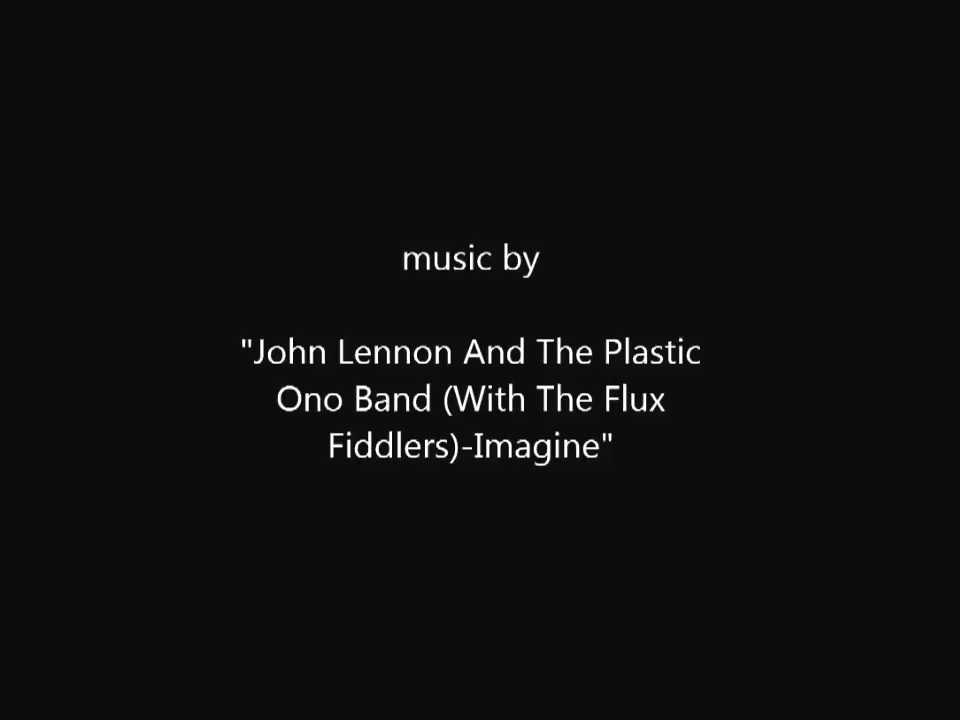 music by
"John Lennon And The Plastic
Ono Band (With The Flux
Fiddlers)-Imagine"